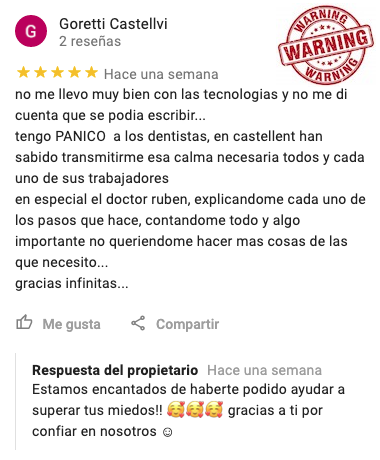 Goretti Castellvi
2 reseñas
G
WARNING
WARNING
WARNING
Hace una semana
no me llevo muy bien con las tecnologias y no me di
cuenta que se podia escribir...
tengo PANICO a los dentistas, en castellent han
sabido transmitirme esa calma necesaria todos y cada
uno de sus trabajadores
en especial el doctor ruben, explicandome cada uno de
los pasos que hace, contandome todo y algo
importante no queriendome hacer mas cosas de las
que necesito...
gracias infinitas...
Me gusta
Compartir
Respuesta del propietario Hace una semana
Estamos encantados de haberte podido ayudar a
superar tus miedos!! 🥰🥰🥰 gracias a ti por
confiar en nosotros ☺